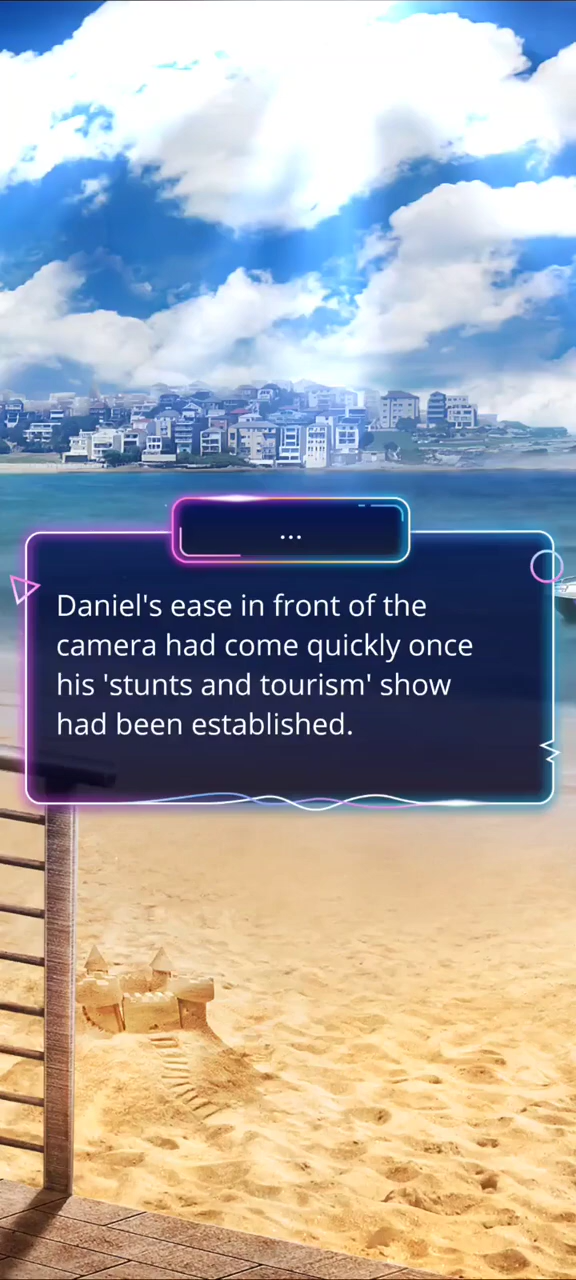 ...
Daniel's ease in front of the
camera had come quickly once
his 'stunts and tourism' show
had been established.